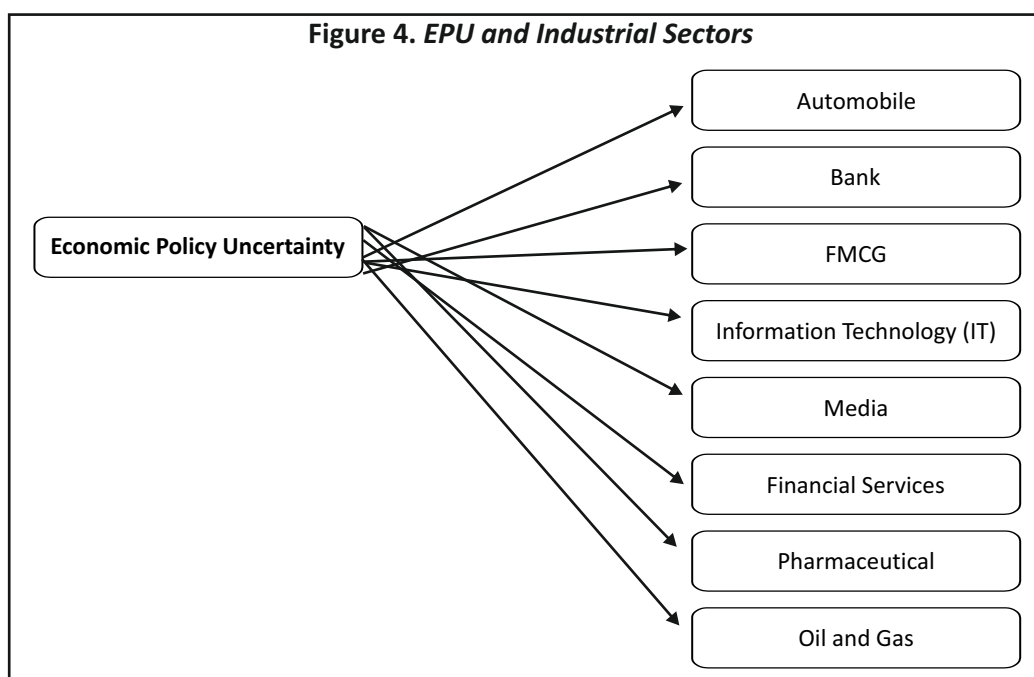 Figure 4. EPU and Industrial Sectors
Automobile
Bank
Economic Policy Uncertainty
FMCG
Information Technology (IT)
Media
Financial Services
Pharmaceutical
Oil and Gas